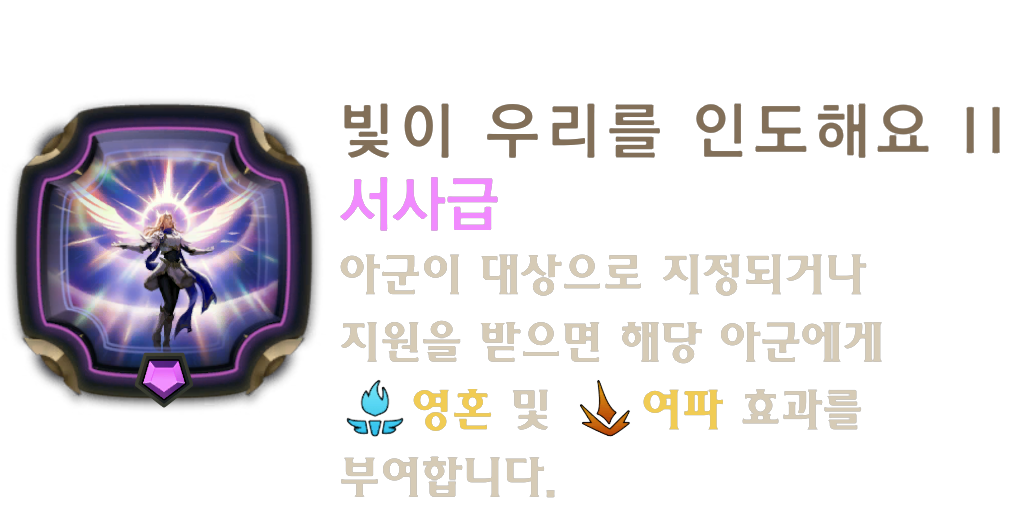 빛이 우리를 인도해요 II
서사급
아군이 대상으로 지정되거나
지원을 받으면 해당 아군에게
영혼 및 여파 효과를
부여합니다.